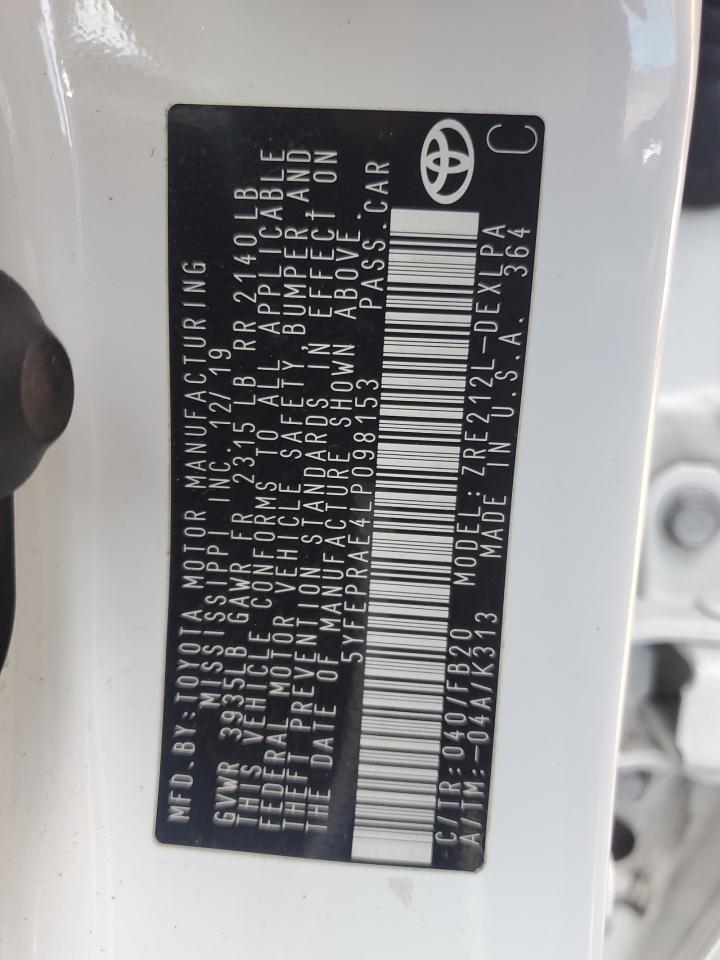 MFD. BY: TOYOTA MOTOR MANUFACTURING
MISSISSIPPI INC. 12/19
GVWR 3935LB GAWR FR 2315 LB RR 2140LB
THIS VEHICLE CONFORMS TO ALL APPLICABLE
FEDERAL MOTOR VEHICLE SAFETY, BUMPER, AND
THEFT PREVENTION STANDARDS IN EFFECT ON
THE DATE OF MANUFACTURE SHOWN ABOVE.
5YFEPRAE4LP098153 PASS. CAR
C/TR: 040/FB20 MODEL: ZRE212L-DEXLPA
A/TM: -04A/K313 MADE IN U.S.A. 364
C